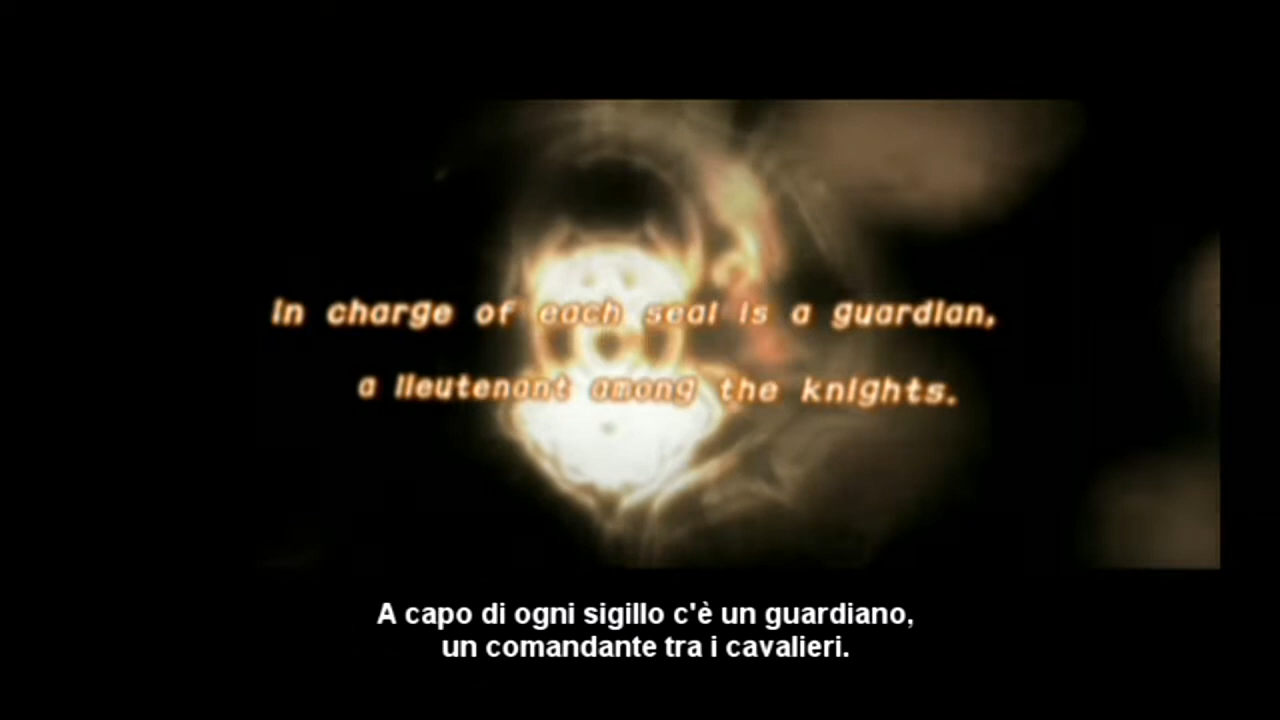 In charge of each seal is a guardian,
a lieutenant among the knights.
A capo di ogni sigillo c'è un guardiano,
un comandante tra i cavalieri.